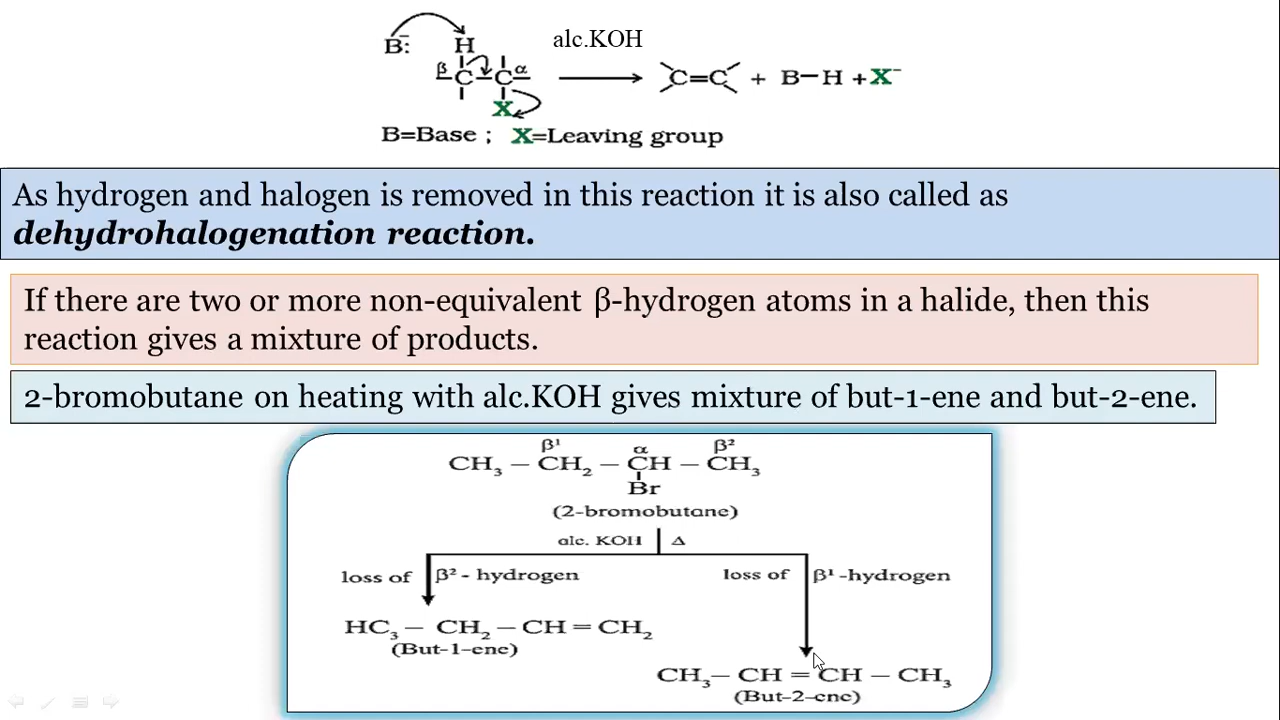 B:⁻ H alc.KOH
β C – C α ⟶ C=C + B–H + X⁻
X
B=Base ; X=Leaving group
As hydrogen and halogen is removed in this reaction it is also called as
dehydrohalogenation reaction.
If there are two or more non-equivalent β-hydrogen atoms in a halide, then this
reaction gives a mixture of products.
2-bromobutane on heating with alc.KOH gives mixture of but-1-ene and but-2-ene.
β¹ α β²
CH₃ – CH₂ – CH – CH₃
Br
(2-bromobutane)
alc. KOH Δ
loss of β² - hydrogen loss of β¹ -hydrogen
HC₃ – CH₂ – CH = CH₂
(But-1-ene)
CH₃– CH = CH – CH₃
(But-2-ene)